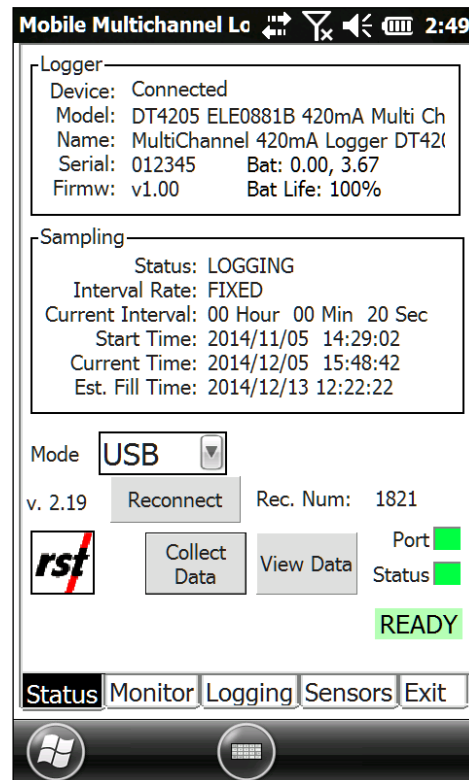 Mobile Multichannel Lo 2:49
Logger
Device: Connected
Model: DT4205 ELE0881B 420mA Multi Ch
Name: MultiChannel 420mA Logger DT420
Serial: 012345 Bat: 0.00, 3.67
Firmw: v1.00 Bat Life: 100%
Sampling
Status: LOGGING
Interval Rate: FIXED
Current Interval: 00 Hour 00 Min 20 Sec
Start Time: 2014/11/05 14:29:02
Current Time: 2014/12/05 15:48:42
Est. Fill Time: 2014/12/13 12:22:22
Mode USB
v. 2.19 Reconnect Rec. Num: 1821
rst Collect Data View Data Port
Status
READY
Status Monitor Logging Sensors Exit